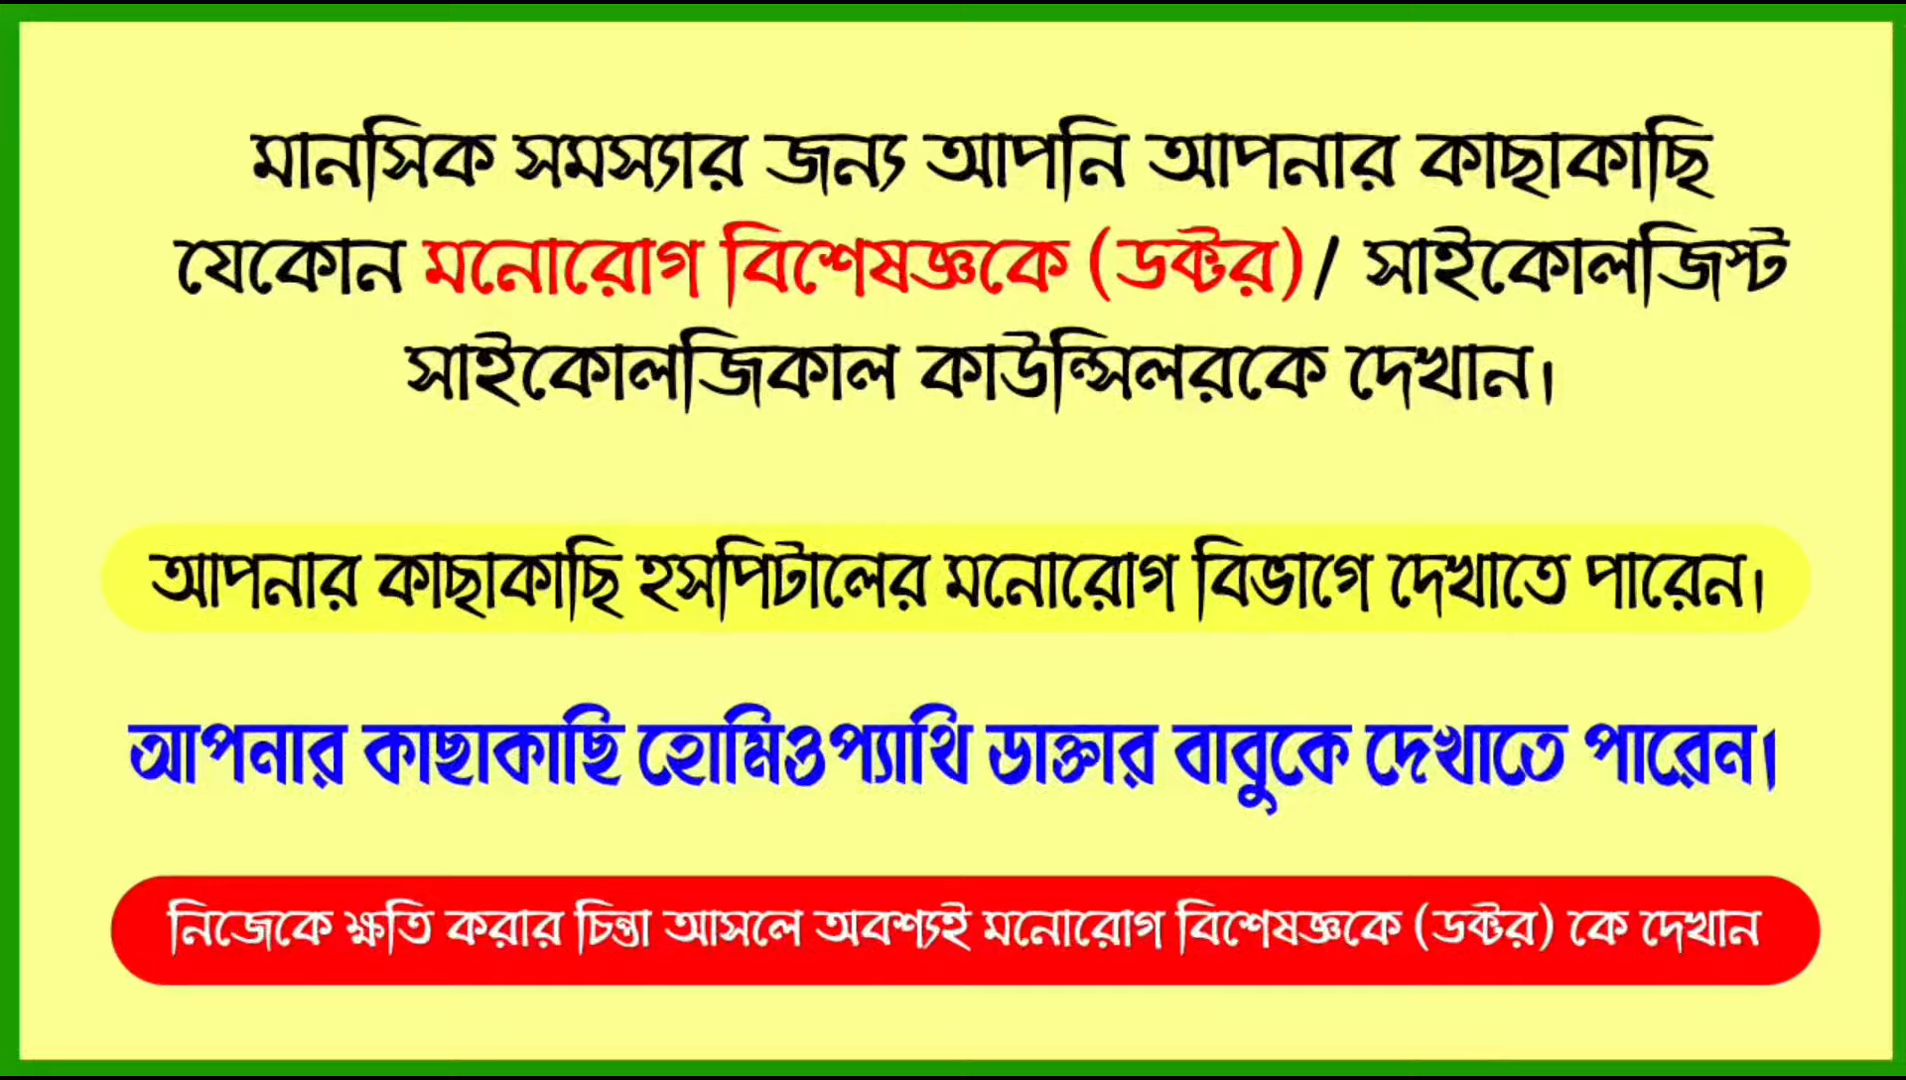 মানসিক সমস্যার জন্য আপনি আপনার কাছাকাছি
যেকোন মনোরোগ বিশেষজ্ঞকে (ডক্টর)/ সাইকোলজিস্ট
সাইকোলজিকাল কাউন্সিলরকে দেখান।
আপনার কাছাকাছি হসপিটালের মনোরোগ বিভাগে দেখাতে পারেন।
আপনার কাছাকাছি হোমিওপ্যাথি ডাক্তার বাবুকে দেখাতে পারেন।
নিজেকে ক্ষতি করার চিন্তা আসলে অবশ্যই মনোরোগ বিশেষজ্ঞকে (ডক্টর) কে দেখান